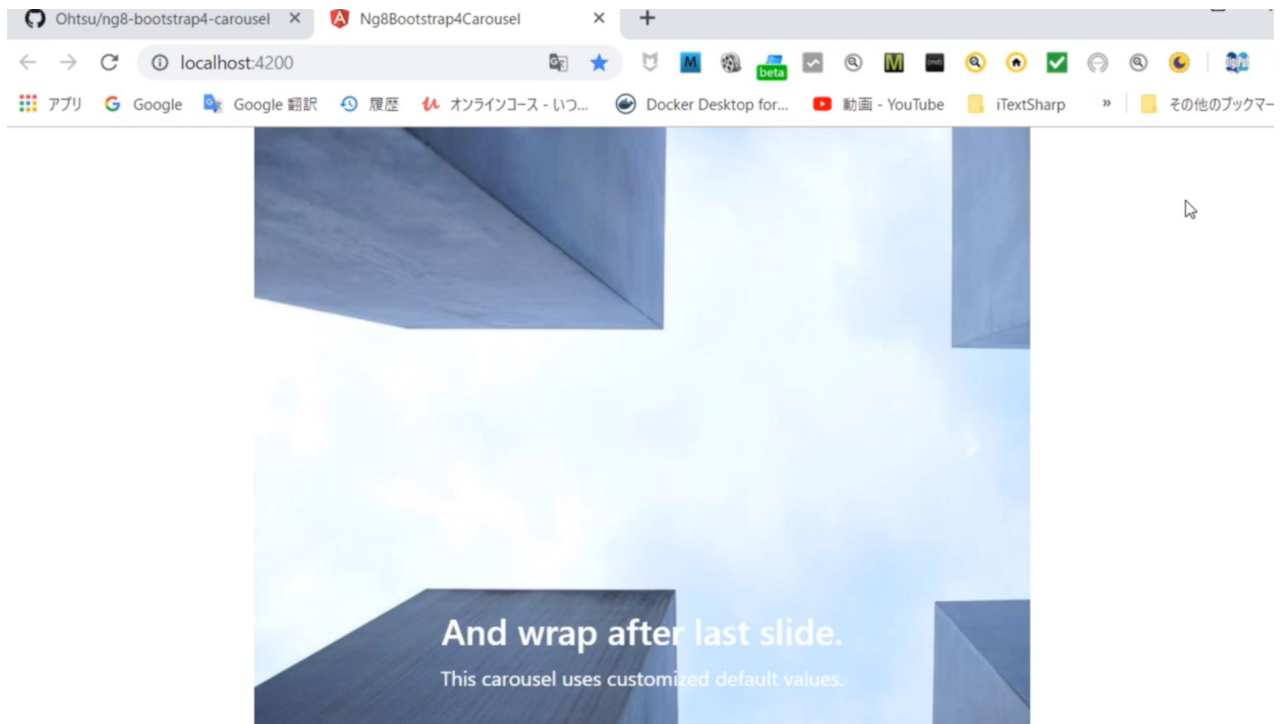 Ohtsu/ng8-bootstrap4-carousel Ng8Bootstrap4Carousel
localhost:4200
M beta M
アプリ Google Google 翻訳 履歴 オンラインコース - いつ... Docker Desktop for... 動画 - YouTube iTextSharp » その他のブックマー
And wrap after last slide.
This carousel uses customized default values.